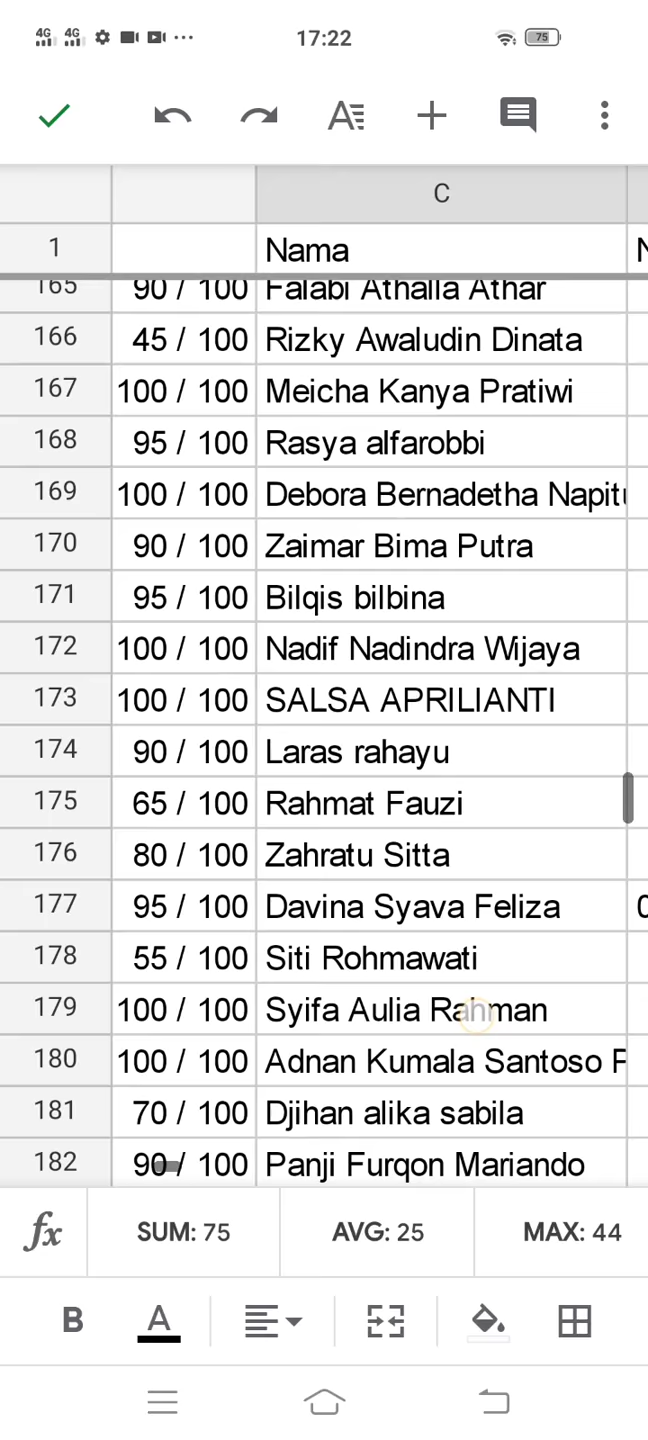 4G 4G 17:22 75
C
1 Nama
165 90 / 100 Falabi Athalla Athar
166 45 / 100 Rizky Awaludin Dinata
167 100 / 100 Meicha Kanya Pratiwi
168 95 / 100 Rasya alfarobbi
169 100 / 100 Debora Bernadetha Napit
170 90 / 100 Zaimar Bima Putra
171 95 / 100 Bilqis bilbina
172 100 / 100 Nadif Nadindra Wijaya
173 100 / 100 SALSA APRILIANTI
174 90 / 100 Laras rahayu
175 65 / 100 Rahmat Fauzi
176 80 / 100 Zahratu Sitta
177 95 / 100 Davina Syava Feliza
178 55 / 100 Siti Rohmawati
179 100 / 100 Syifa Aulia Rahman
180 100 / 100 Adnan Kumala Santoso
181 70 / 100 Djihan alika sabila
182 90 / 100 Panji Furqon Mariando
fx SUM: 75 AVG: 25 MAX: 44
B A